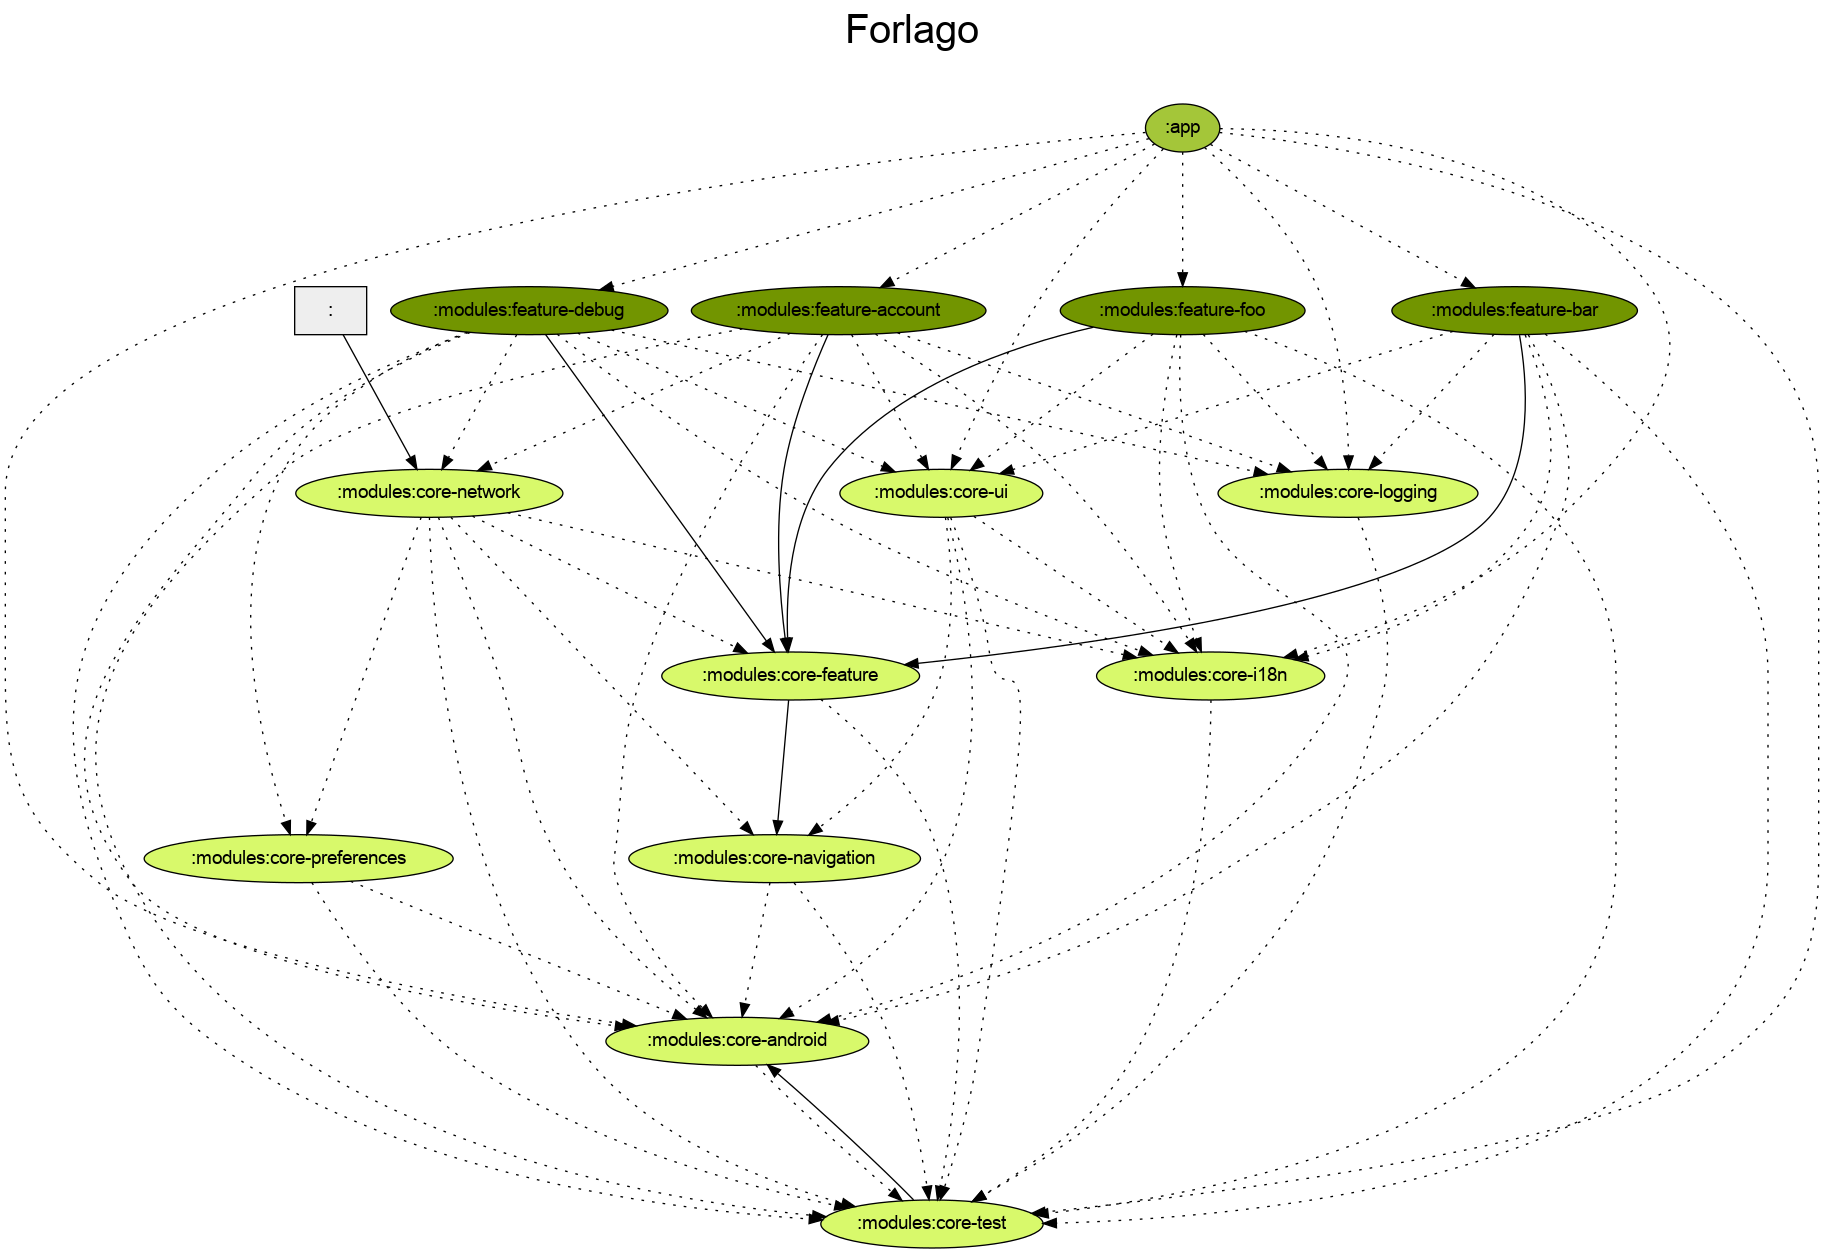 Forlago
:app
:
:modules:feature-debug
:modules:feature-account
:modules:feature-foo
:modules:feature-bar
:modules:core-network
:modules:core-ui
:modules:core-logging
:modules:core-feature
:modules:core-i18n
:modules:core-preferences
:modules:core-navigation
:modules:core-android
:modules:core-test